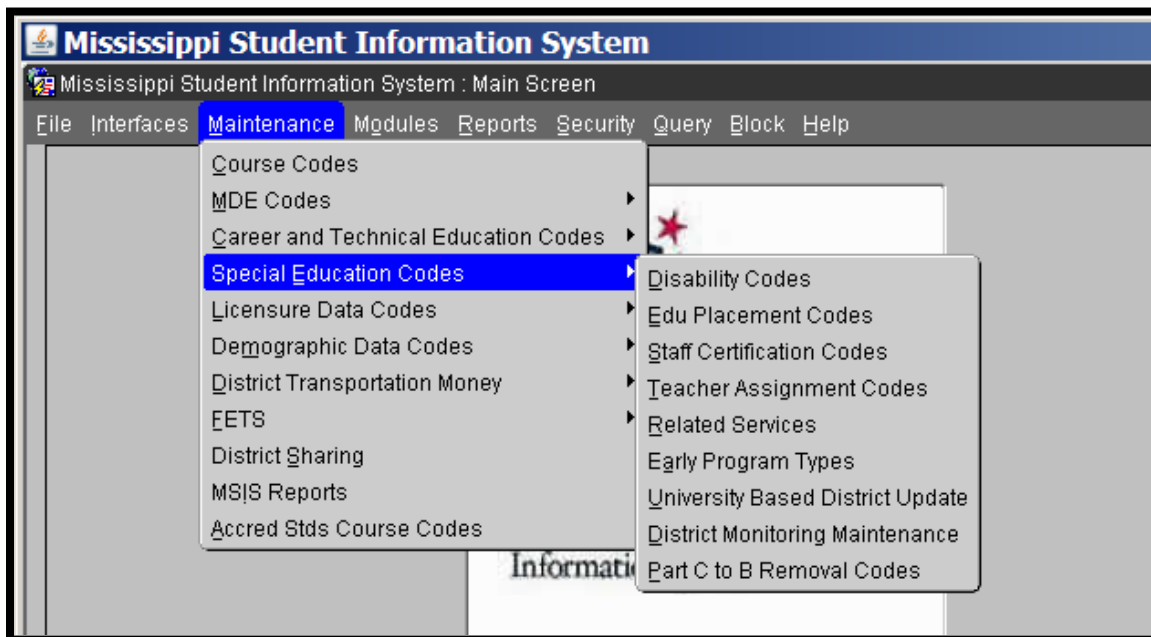 Mississippi Student Information System
Mississippi Student Information System : Main Screen
File Interfaces Maintenance Modules Reports Security Query Block Help
Course Codes
MDE Codes
Career and Technical Education Codes
Special Education Codes
Licensure Data Codes
Demographic Data Codes
District Transportation Money
FETS
District Sharing
MSIS Reports
Accred Stds Course Codes
Disability Codes
Edu Placement Codes
Staff Certification Codes
Teacher Assignment Codes
Related Services
Early Program Types
University Based District Update
District Monitoring Maintenance
Part C to B Removal Codes